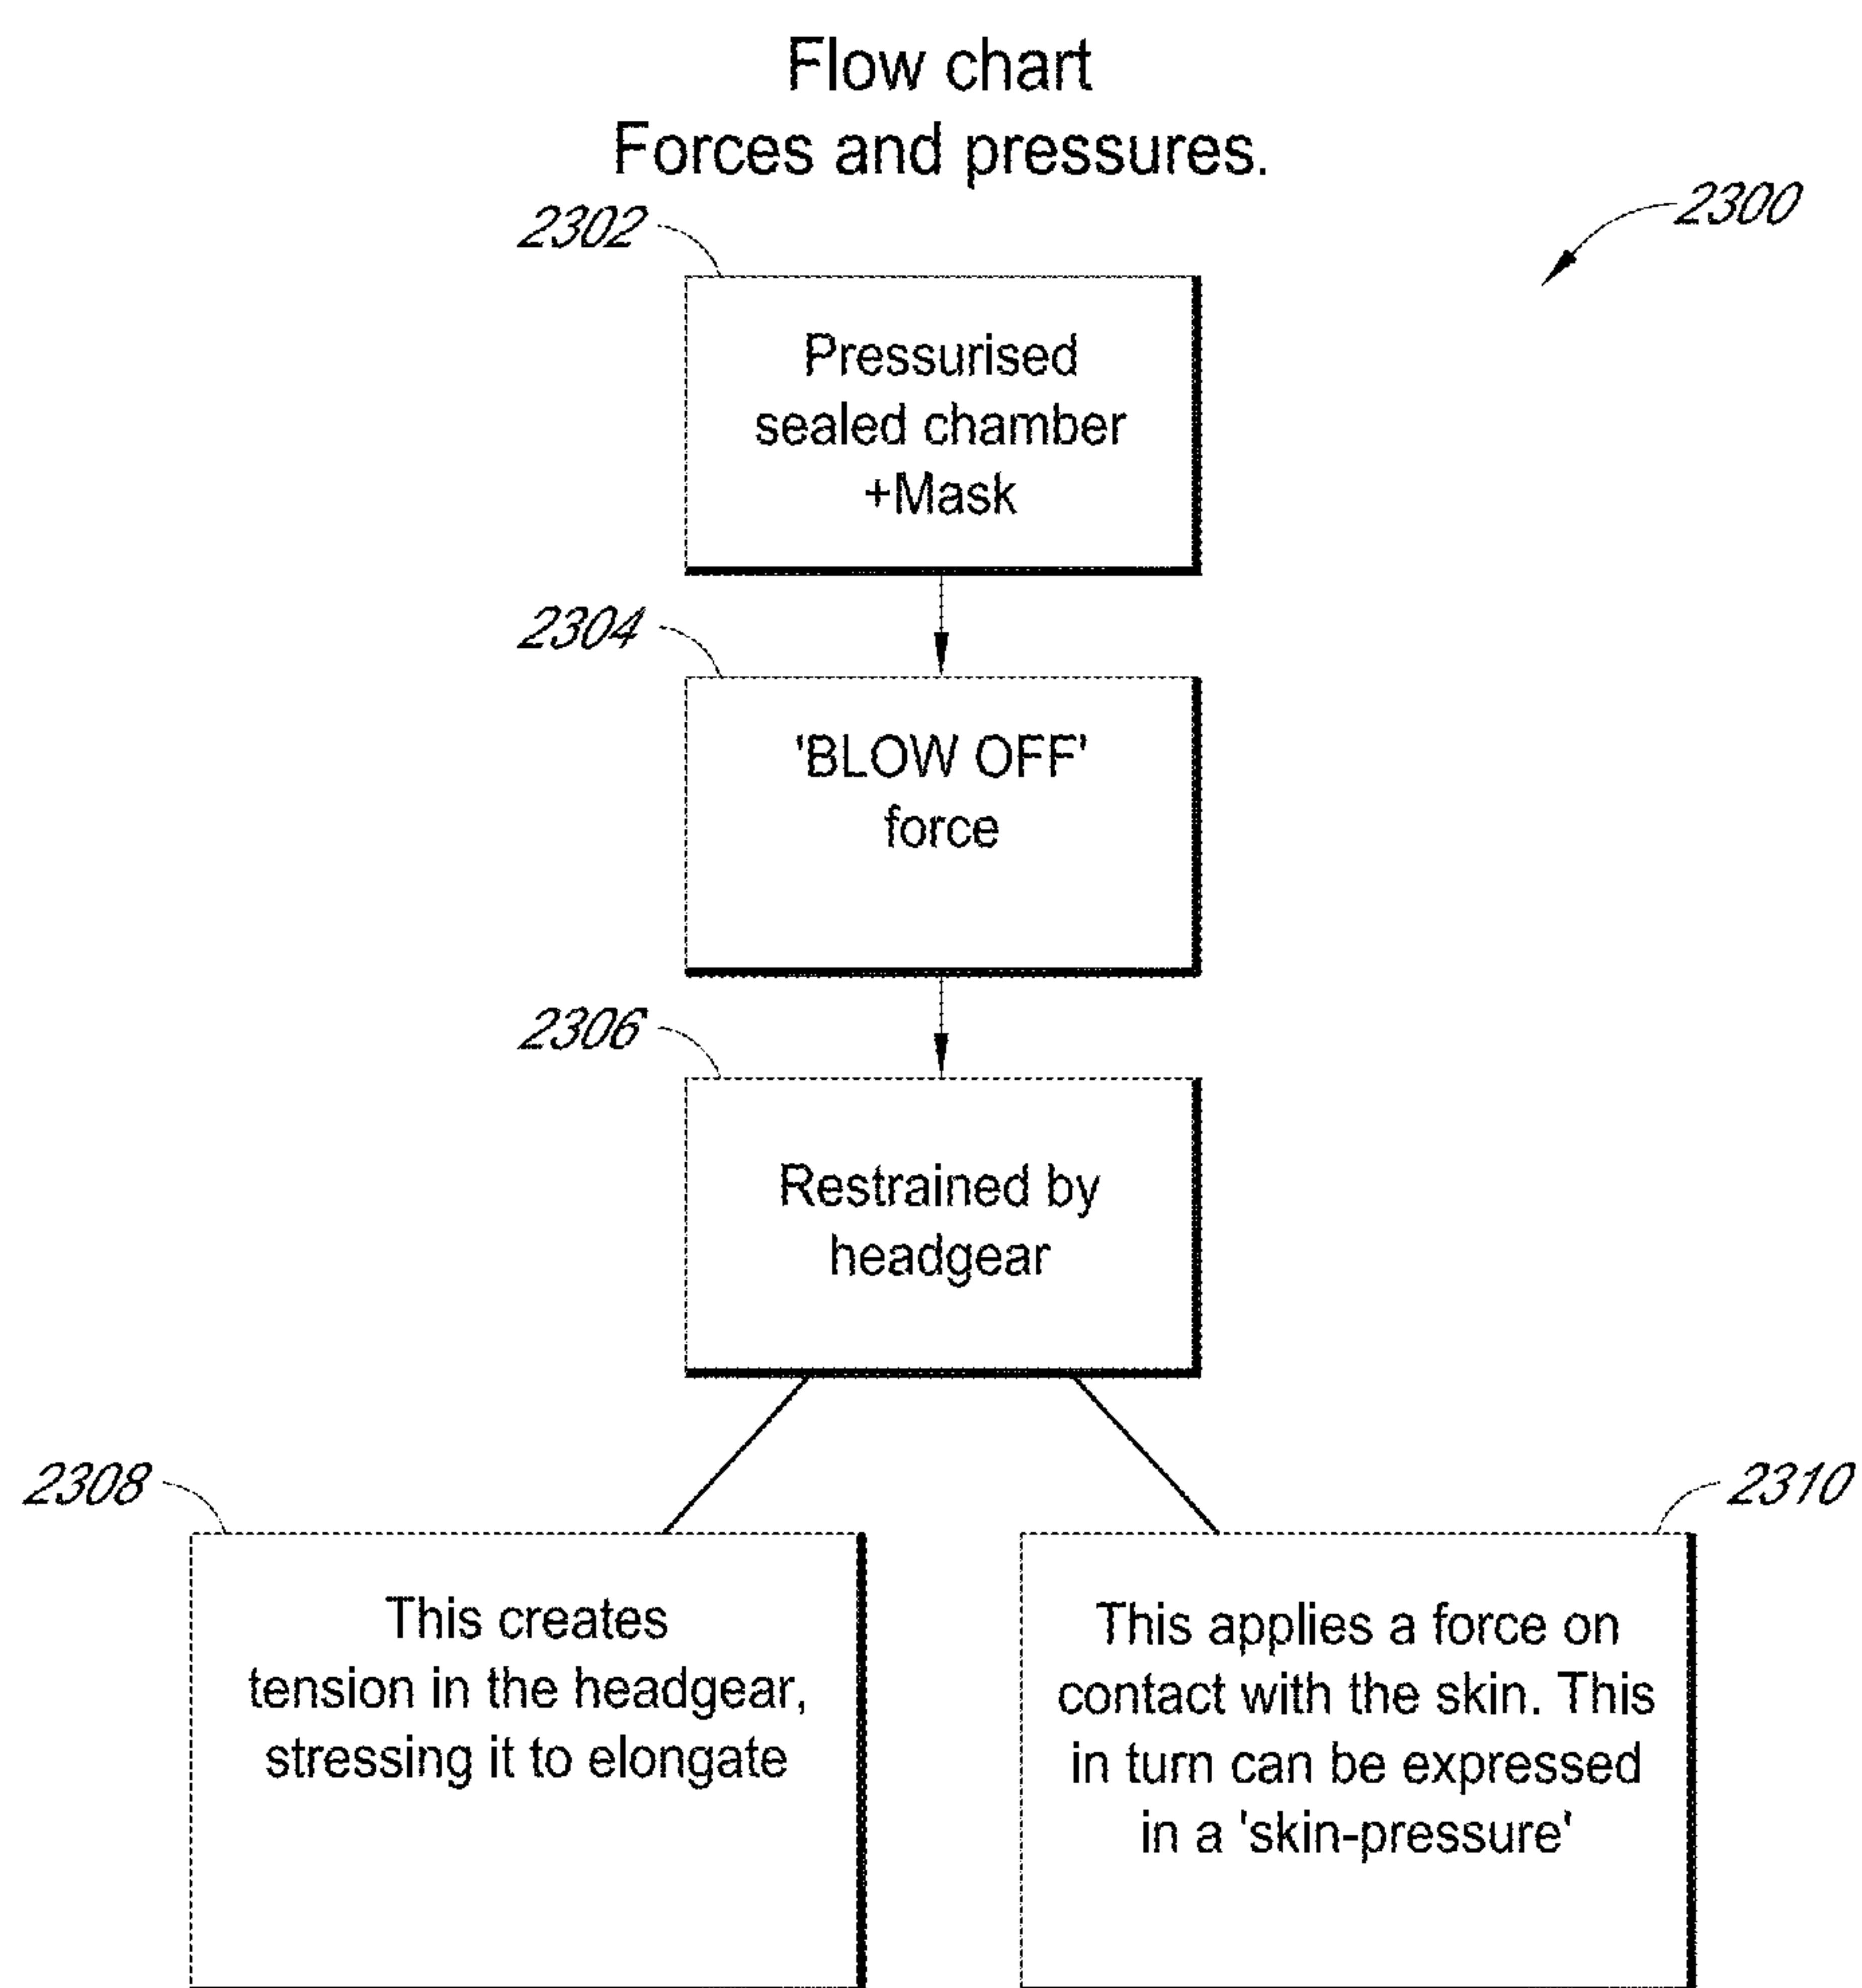 Flow chart
Forces and pressures.
2300
2302
Pressurised
sealed chamber
+Mask
2304
'BLOW OFF'
force
2306
Restrained by
headgear
2308
This creates
tension in the headgear,
stressing it to elongate
2310
This applies a force on
contact with the skin. This
in turn can be expressed
in a 'skin-pressure'